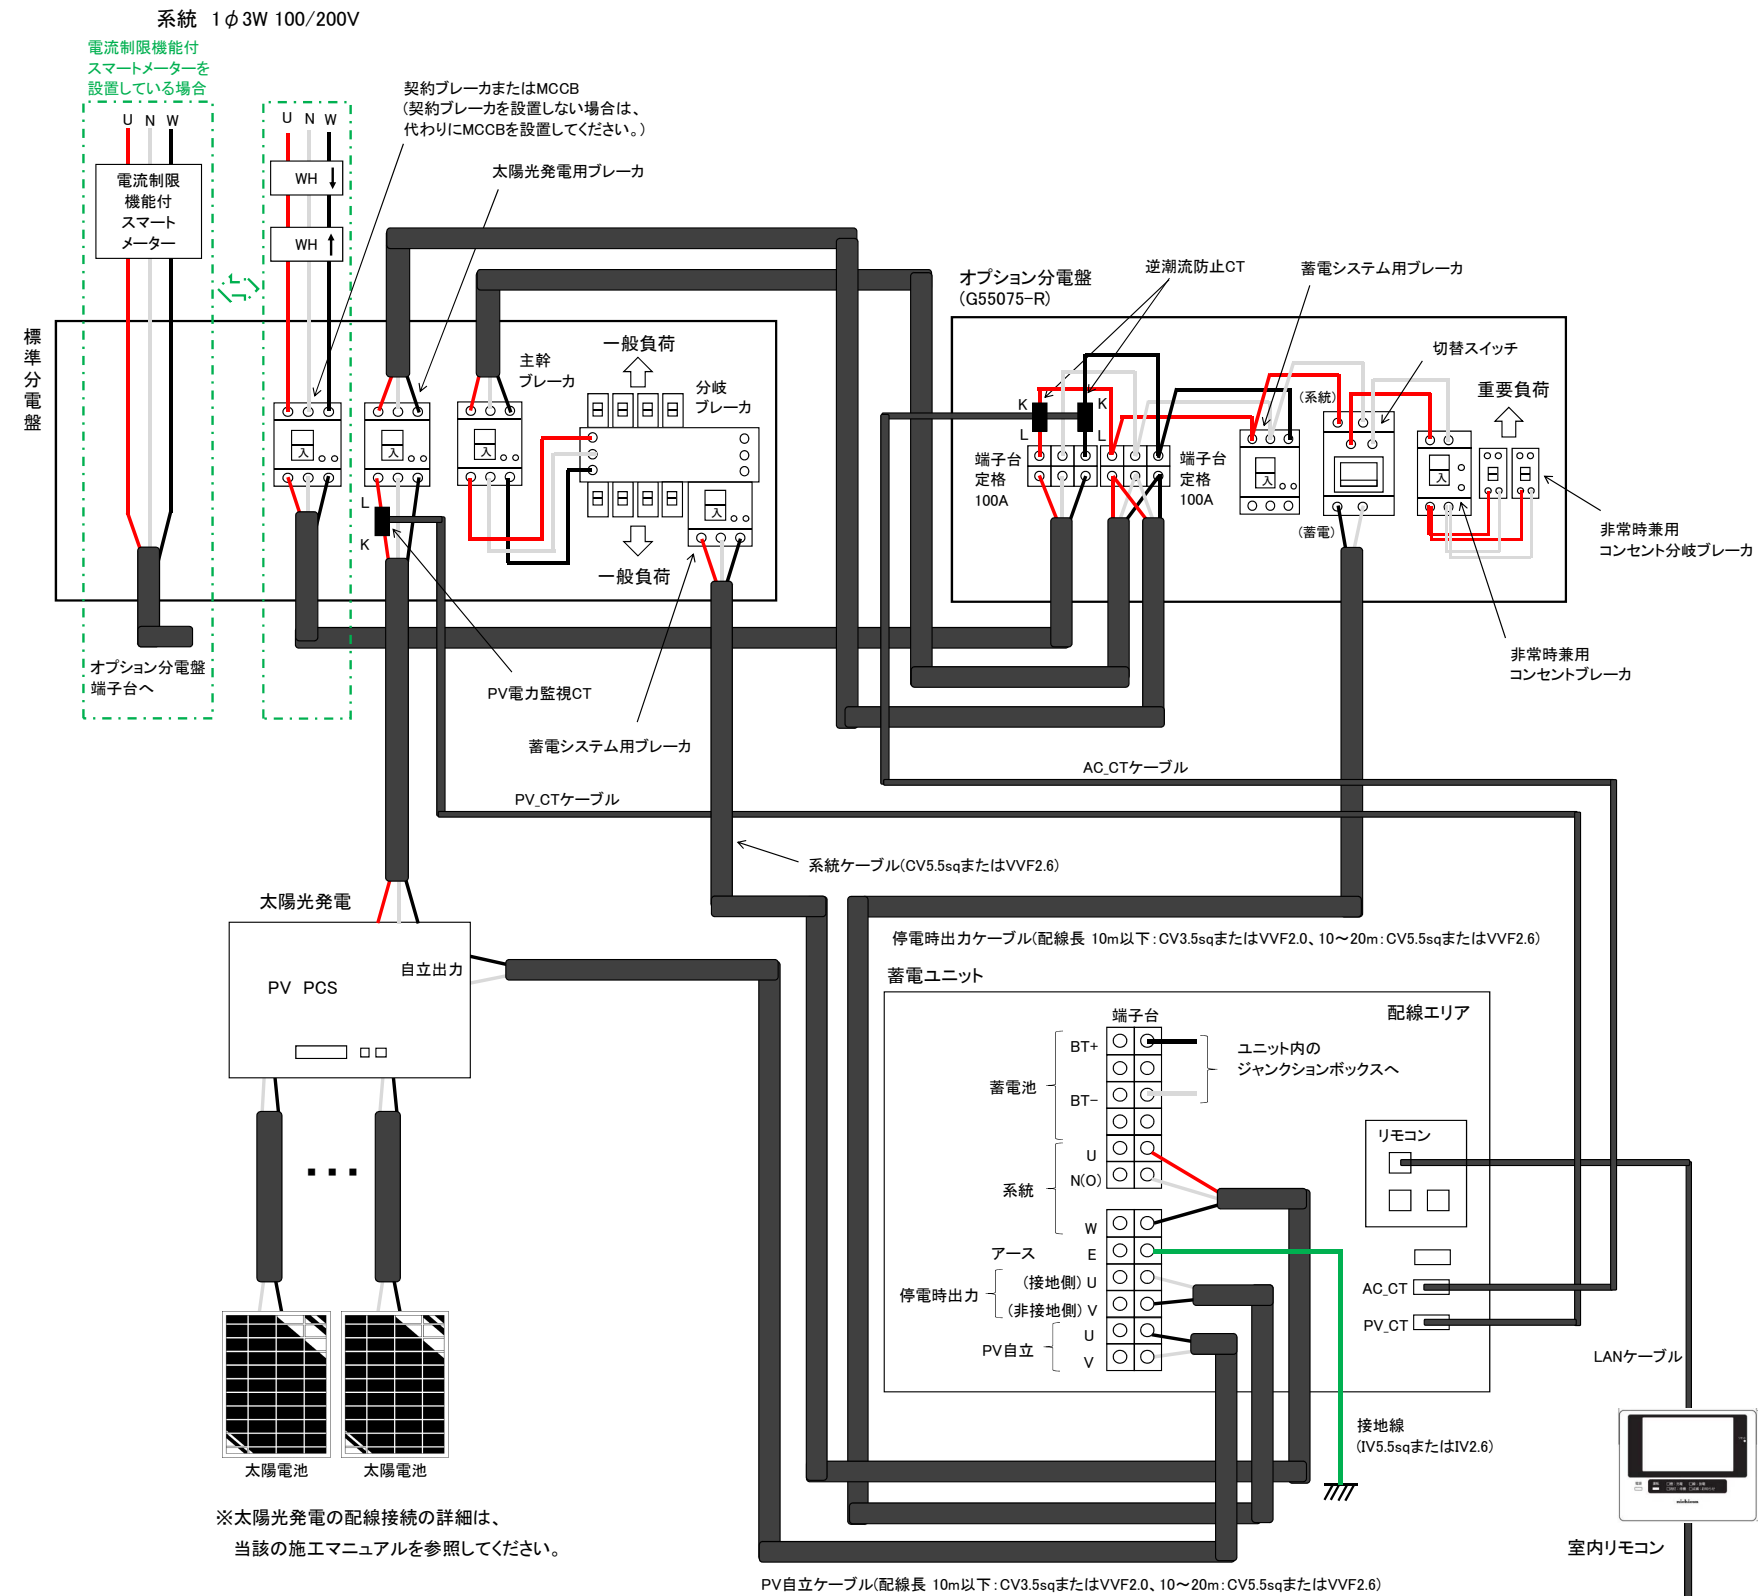 系統 1φ3W 100/200V
電流制限機能付
スマートメーターを
設置している場合
U N W
電流制限
機能付
スマート
メーター
U N W
WH
WH
契約ブレーカまたはMCCB
(契約ブレーカを設置しない場合は、
代わりにMCCBを設置してください。)
太陽光発電用ブレーカ
標準分電盤
主幹
ブレーカ
一般負荷
分岐
ブレーカ
入
入
入
入
L
K
一般負荷
オプション分電盤
端子台へ
PV電力監視CT
蓄電システム用ブレーカ
オプション分電盤
(G55075-R)
逆潮流防止CT
蓄電システム用ブレーカ
切替スイッチ
(系統)
重要負荷
K
K
L
L
端子台
定格
100A
端子台
定格
100A
入
入
(蓄電)
非常時兼用
コンセント分岐ブレーカ
非常時兼用
コンセントブレーカ
AC_CTケーブル
PV_CTケーブル
系統ケーブル(CV5.5sqまたはVVF2.6)
太陽光発電
自立出力
PV PCS
停電時出力ケーブル(配線長 10m以下:CV3.5sqまたはVVF2.0、10～20m:CV5.5sqまたはVVF2.6)
蓄電ユニット
配線エリア
端子台
BT+
蓄電池
BT-
ユニット内の
ジャンクションボックスへ
U
N(O)
系統
W
アース
E
(接地側) U
停電時出力
(非接地側) V
U
PV自立
V
リモコン
AC_CT
PV_CT
LANケーブル
接地線
(IV5.5sqまたはIV2.6)
太陽電池
太陽電池
nichicon
※太陽光発電の配線接続の詳細は、
当該の施工マニュアルを参照してください。
室内リモコン
PV自立ケーブル(配線長 10m以下:CV3.5sqまたはVVF2.0、10～20m:CV5.5sqまたはVVF2.6)